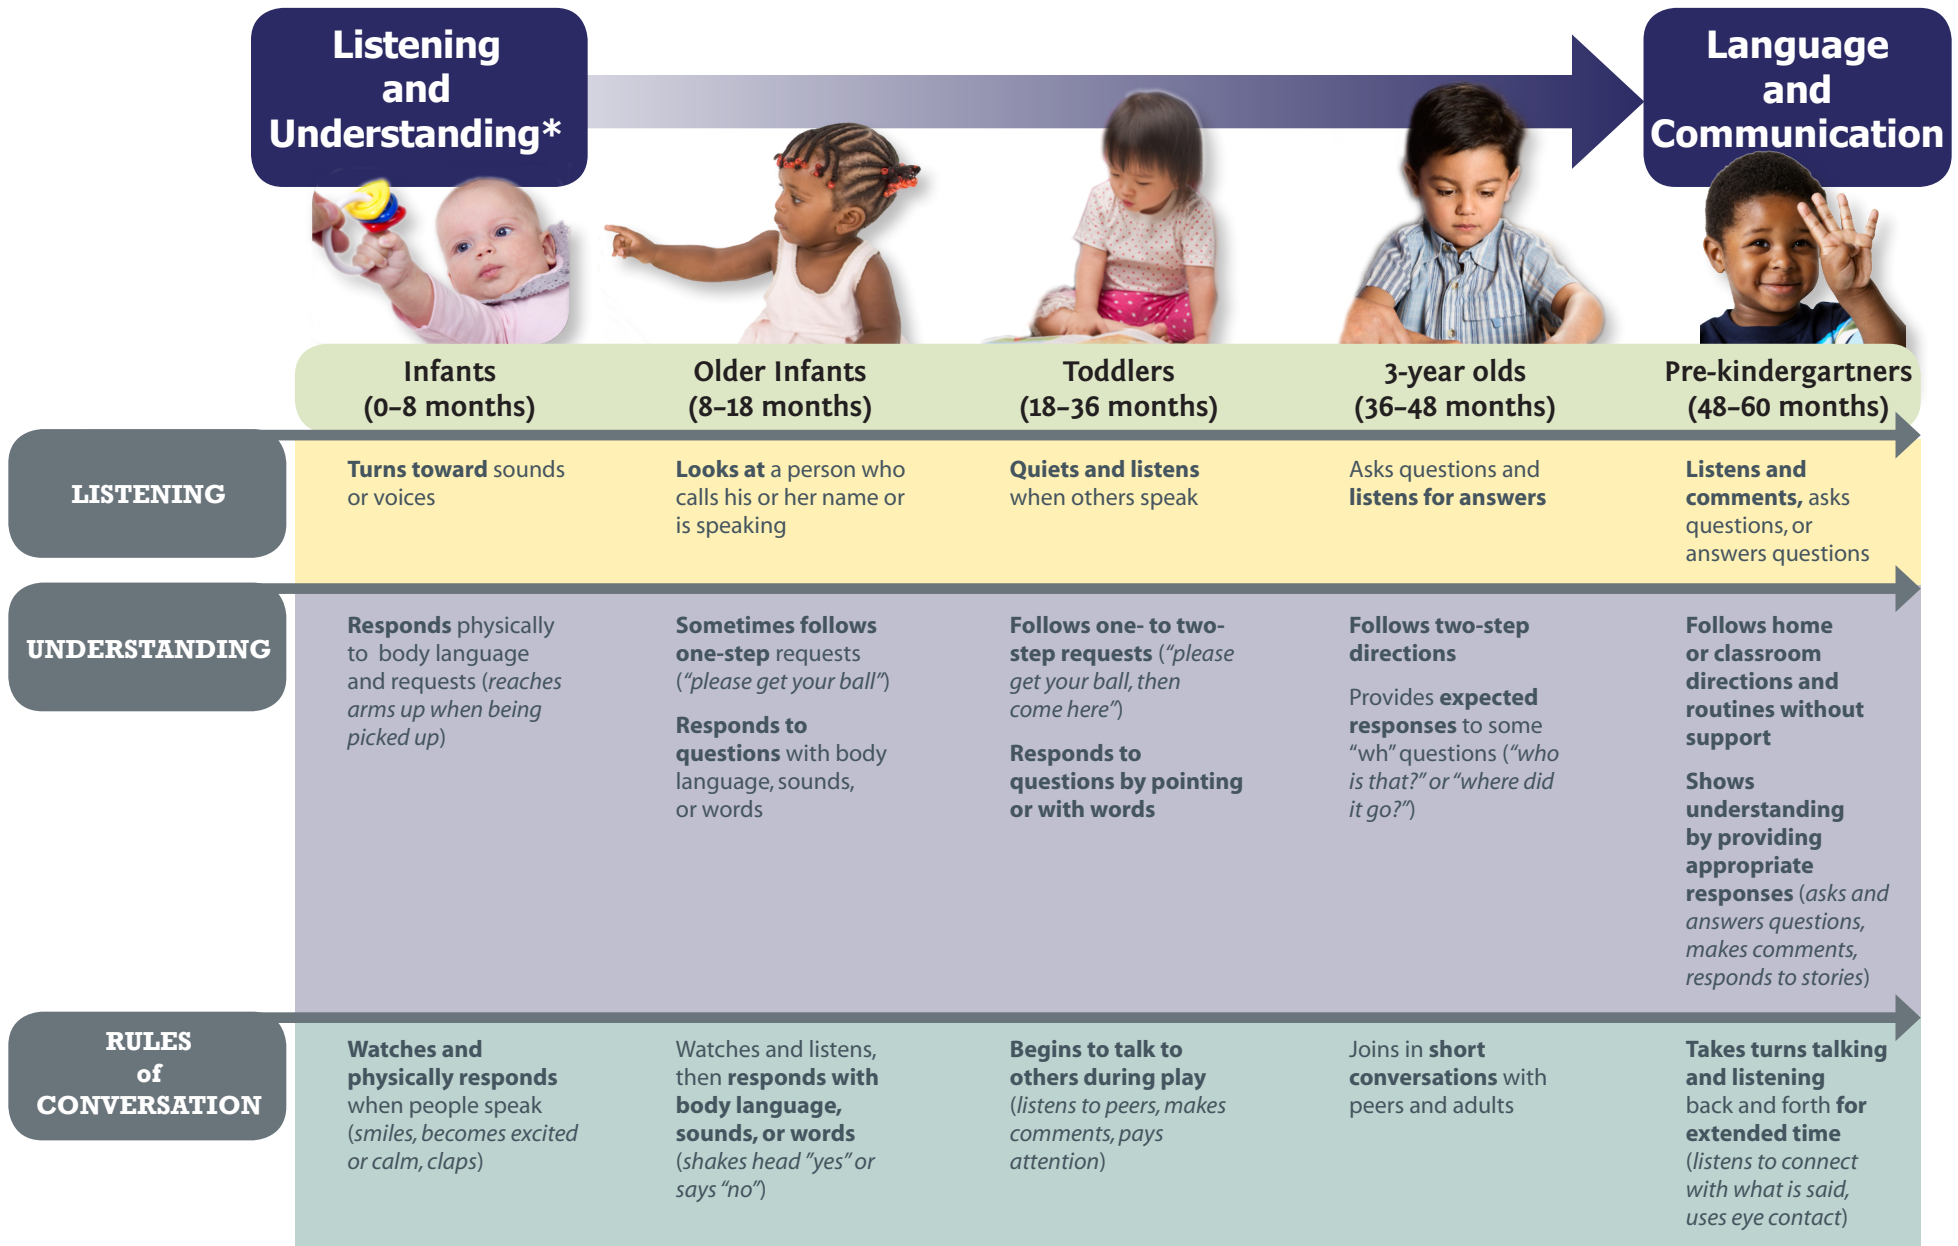 Listening
and
Understanding*
Language
and
Communication
Infants
(0–8 months)
Older Infants
(8–18 months)
Toddlers
(18–36 months)
3-year olds
(36–48 months)
Pre-kindergartners
(48–60 months)
LISTENING
Turns toward sounds
or voices
Looks at a person who
calls his or her name or
is speaking
Quiets and listens
when others speak
Asks questions and
listens for answers
Listens and
comments, asks
questions, or
answers questions
UNDERSTANDING
Responds physically
to body language
and requests (reaches
arms up when being
picked up)
Sometimes follows
one-step requests
(“please get your ball”)
Responds to
questions with body
language, sounds,
or words
Follows one- to two-
step requests (“please
get your ball, then
come here”)
Responds to
questions by pointing
or with words
Follows two-step
directions
Provides expected
responses to some
“wh” questions (“who
is that?” or “where did
it go?”)
Follows home
or classroom
directions and
routines without
support
Shows
understanding
by providing
appropriate
responses (asks and
answers questions,
makes comments,
responds to stories)
RULES
of
CONVERSATION
Watches and
physically responds
when people speak
(smiles, becomes excited
or calm, claps)
Watches and listens,
then responds with
body language,
sounds, or words
(shakes head ”yes” or
says “no”)
Begins to talk to
others during play
(listens to peers, makes
comments, pays
attention)
Joins in short
conversations with
peers and adults
Takes turns talking
and listening
back and forth for
extended time
(listens to connect
with what is said,
uses eye contact)